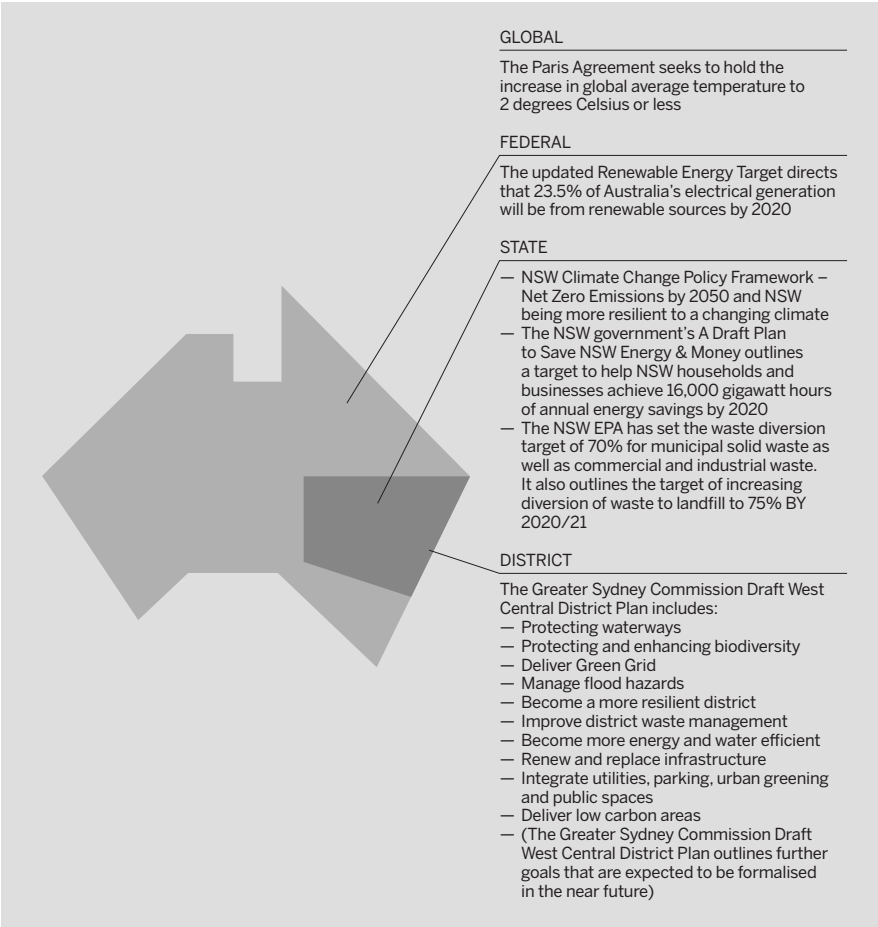 GLOBAL
The Paris Agreement seeks to hold the
increase in global average temperature to
2 degrees Celsius or less
FEDERAL
The updated Renewable Energy Target directs
that 23.5% of Australia's electrical generation
will be from renewable sources by 2020
STATE
— NSW Climate Change Policy Framework –
Net Zero Emissions by 2050 and NSW
being more resilient to a changing climate
— The NSW government's A Draft Plan
to Save NSW Energy & Money outlines
a target to help NSW households and
businesses achieve 16,000 gigawatt hours
of annual energy savings by 2020
— The NSW EPA has set the waste diversion
target of 70% for municipal solid waste as
well as commercial and industrial waste.
It also outlines the target of increasing
diversion of waste to landfill to 75% BY
2020/21
DISTRICT
The Greater Sydney Commission Draft West
Central District Plan includes:
— Protecting waterways
— Protecting and enhancing biodiversity
— Deliver Green Grid
— Manage flood hazards
— Become a more resilient district
— Improve district waste management
— Become more energy and water efficient
— Renew and replace infrastructure
— Integrate utilities, parking, urban greening
and public spaces
— Deliver low carbon areas
— (The Greater Sydney Commission Draft
West Central District Plan outlines further
goals that are expected to be formalised
in the near future)